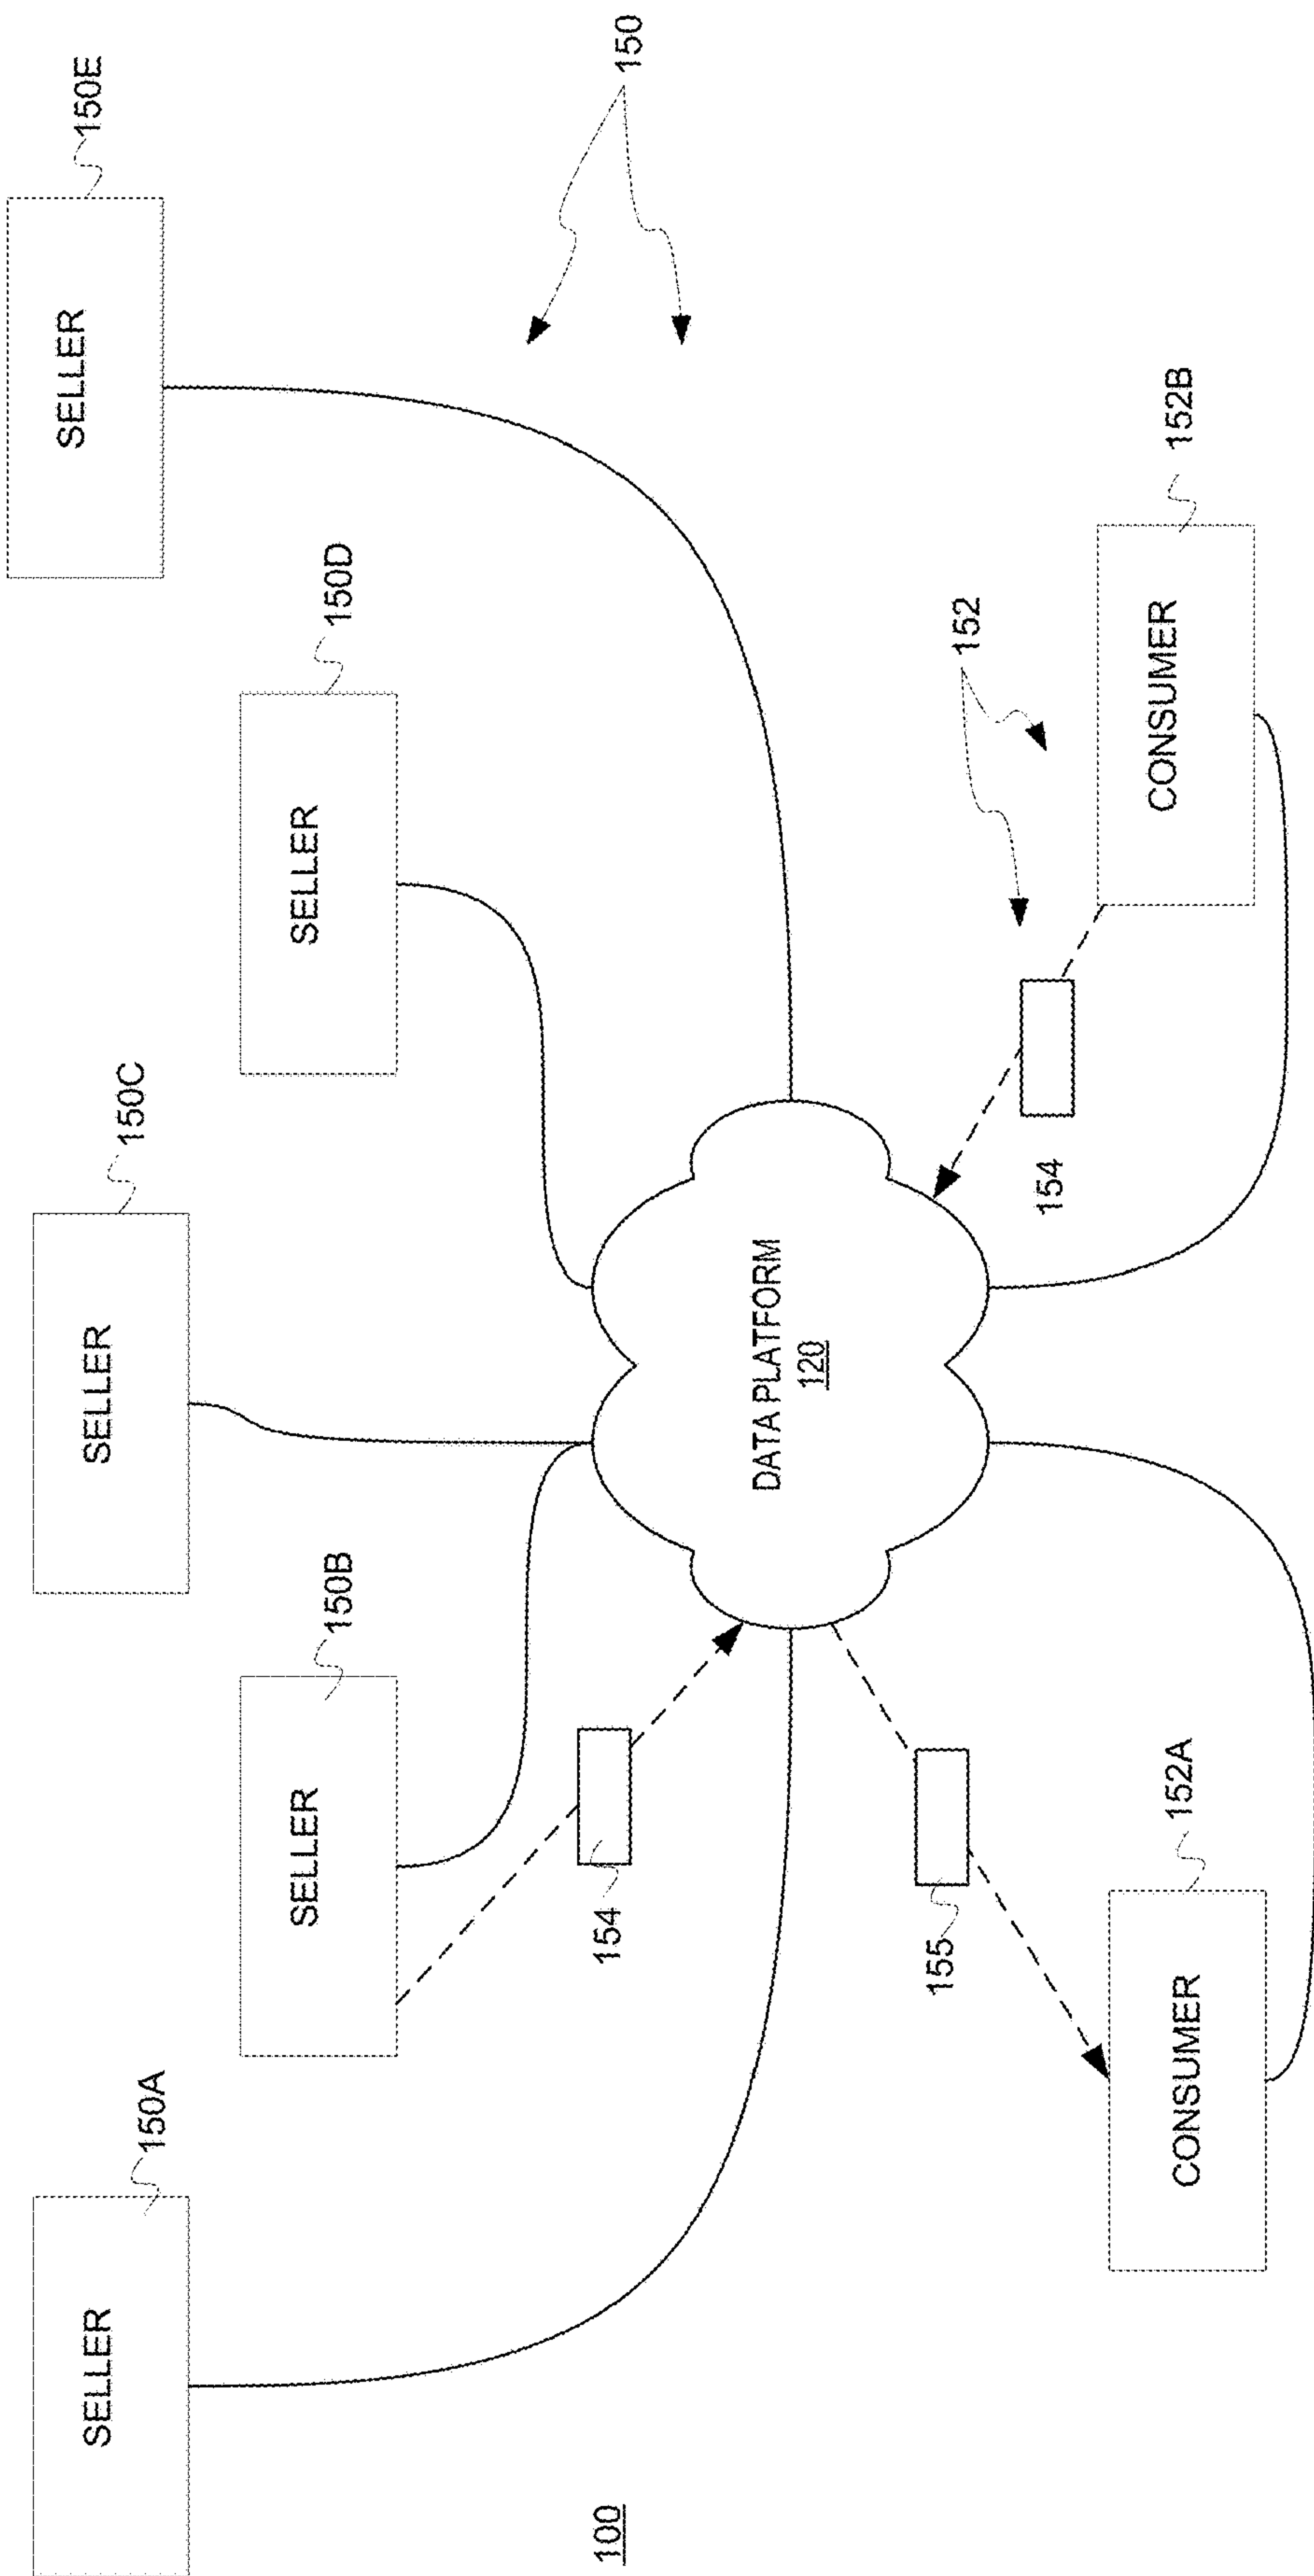 100
SELLER
150A
SELLER
150B
SELLER
150C
SELLER
150D
SELLER
150E
150
154
DATA PLATFORM
120
155
154
152
CONSUMER
152A
CONSUMER
152B